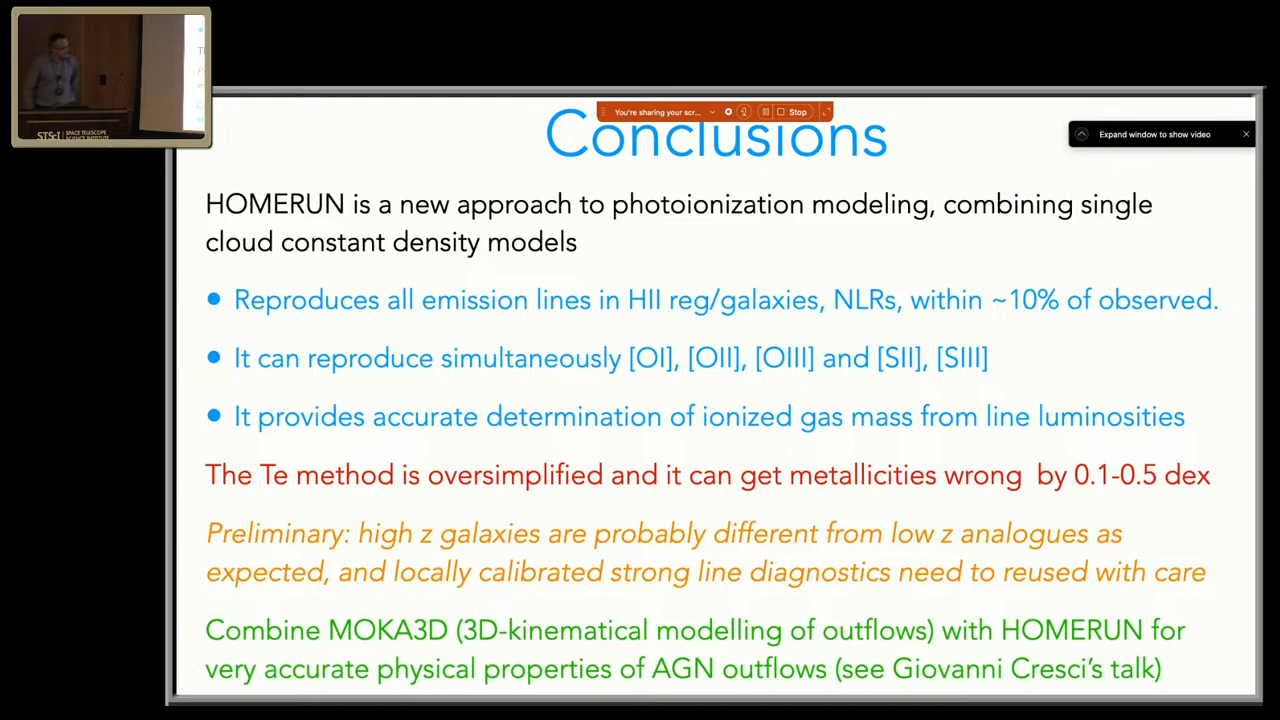 STScI | SPACE TELESCOPE
SCIENCE INSTITUTE
You're sharing your scr...
Stop
Expand window to show video
Conclusions
HOMERUN is a new approach to photoionization modeling, combining single
cloud constant density models
• Reproduces all emission lines in HII reg/galaxies, NLRs, within ~10% of observed.
• It can reproduce simultaneously [OI], [OII], [OIII] and [SII], [SIII]
• It provides accurate determination of ionized gas mass from line luminosities
The Te method is oversimplified and it can get metallicities wrong by 0.1-0.5 dex
Preliminary: high z galaxies are probably different from low z analogues as
expected, and locally calibrated strong line diagnostics need to reused with care
Combine MOKA3D (3D-kinematical modelling of outflows) with HOMERUN for
very accurate physical properties of AGN outflows (see Giovanni Cresci's talk)